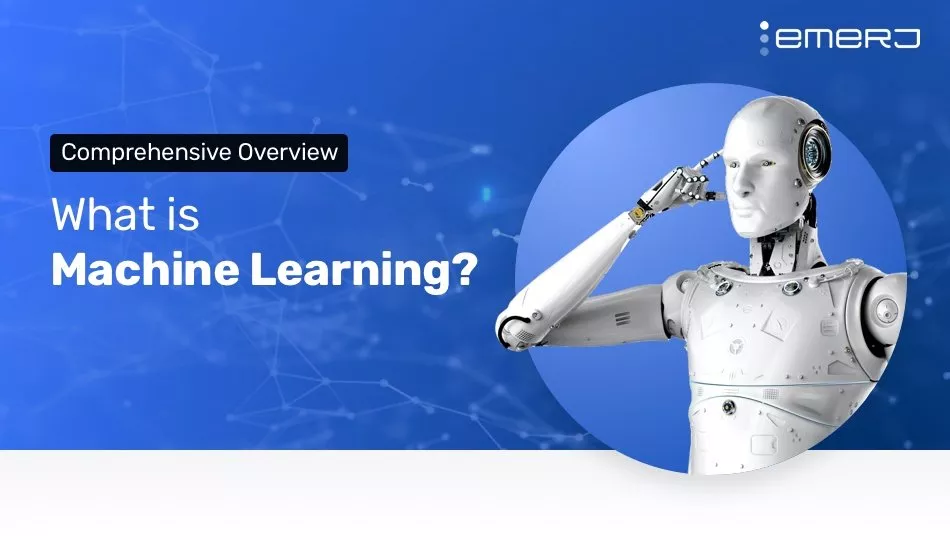 emerj
Comprehensive Overview
What is
Machine Learning?